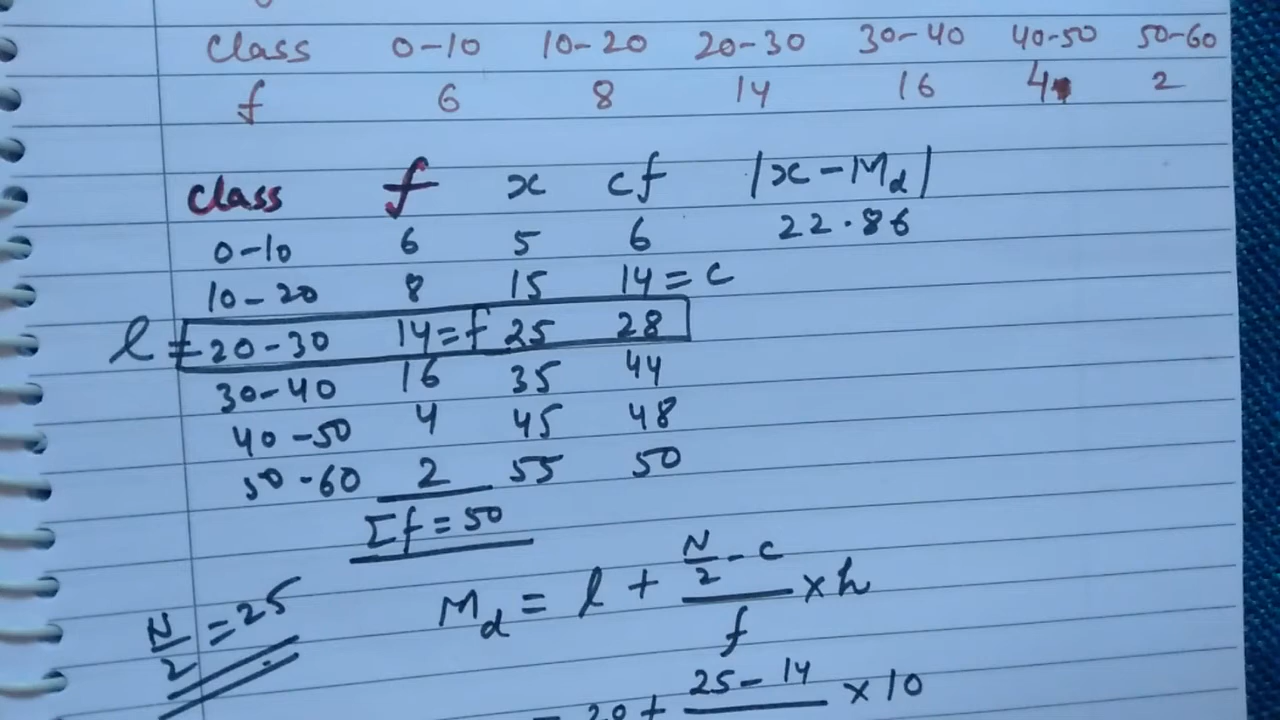 class 0-10 10-20 20-30 30-40 40-50 50-60
f 6 8 14 16 4 2
class f x cf |x-Md|
0-10 6 5 6 22.86
10-20 8 15 14=c
l = 20-30 14=f 25 28
30-40 16 35 44
40-50 4 45 48
50-60 2 55 50
Σf=50
N/2=25
Md = l + (N/2 - c)/f × h
= 20 + 25-14 × 10